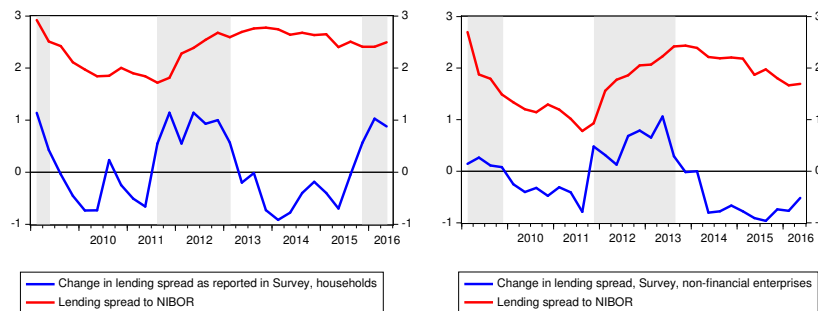 3 3 3 3
2 2 2 2
1 1 1 1
0 0 0 0
-1 -1 -1 -1
2010 2011 2012 2013 2014 2015 2016 2010 2011 2012 2013 2014 2015 2016
Change in lending spread as reported in Survey, households
Lending spread to NIBOR
Change in lending spread, Survey, non-financial enterprises
Lending spread to NIBOR